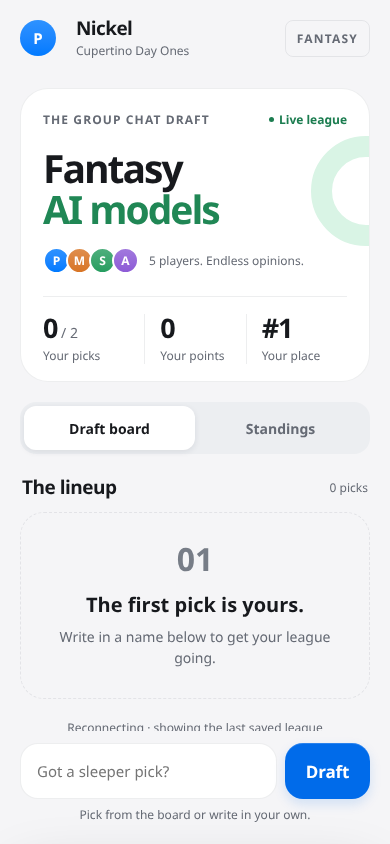 P
Nickel
Cupertino Day Ones
FANTASY
THE GROUP CHAT DRAFT
Live league
Fantasy
AI models
P M S A
5 players. Endless opinions.
0 / 2
Your picks
0
Your points
#1
Your place
Draft board
Standings
The lineup
0 picks
01
The first pick is yours.
Write in a name below to get your league
going.
Reconnecting · showing the last saved league
Got a sleeper pick?
Draft
Pick from the board or write in your own.